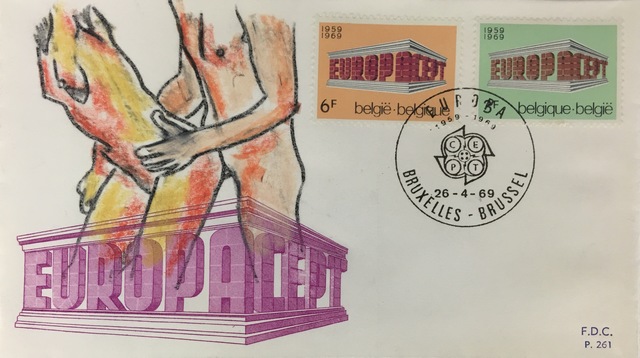 1959
1969
EUROPA CEPT
6F
belgië · belgique
1959
1969
EUROPA CEPT
F
belgique · belgië
EUROPA
1959 - 1969
C E
P T
26-4-69
BRUXELLES - BRUSSEL
EUROPA CEPT
F.D.C.
P. 261